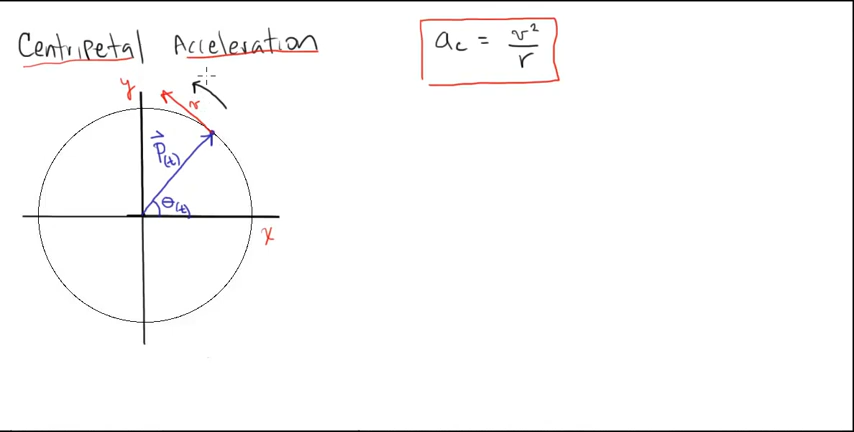 Centripetal Acceleration
a_c = v²/r
y
v
P⃗(t)
θ(t)
x